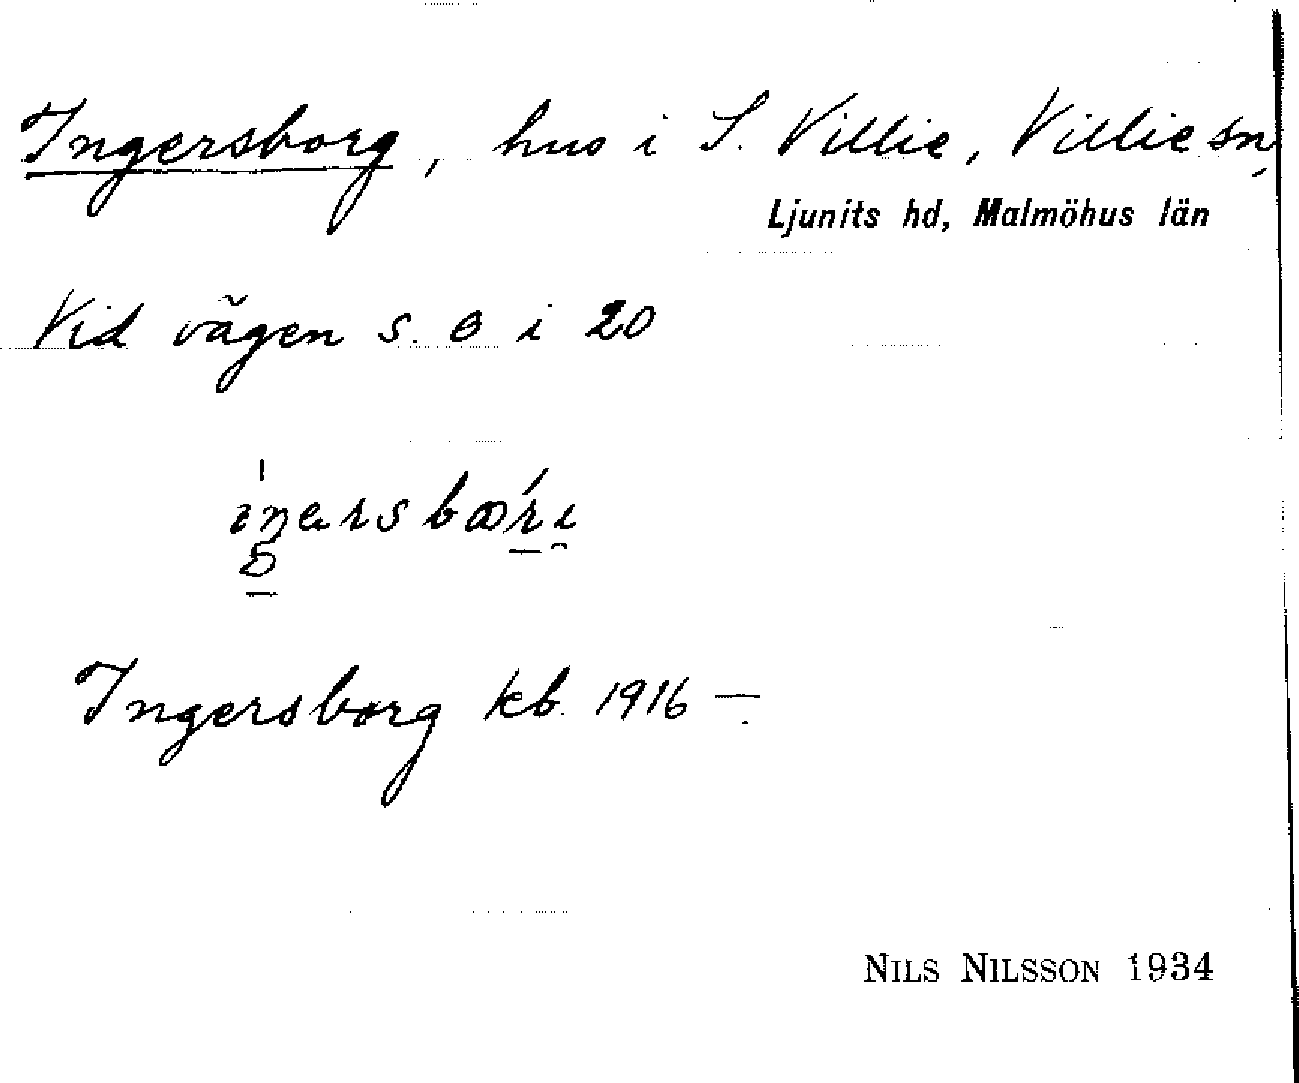 Ingersborg, hus i S. Villie, Villie sn,
Ljunits hd, Malmöhus län
Vid vägen s. o i 20
Ingersborg kb. 1916 —
NILS NILSSON 1934